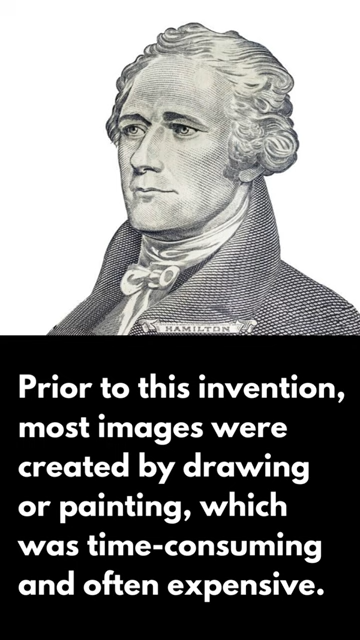 HAMILTON
Prior to this invention,
most images were
created by drawing
or painting, which
was time-consuming
and often expensive.